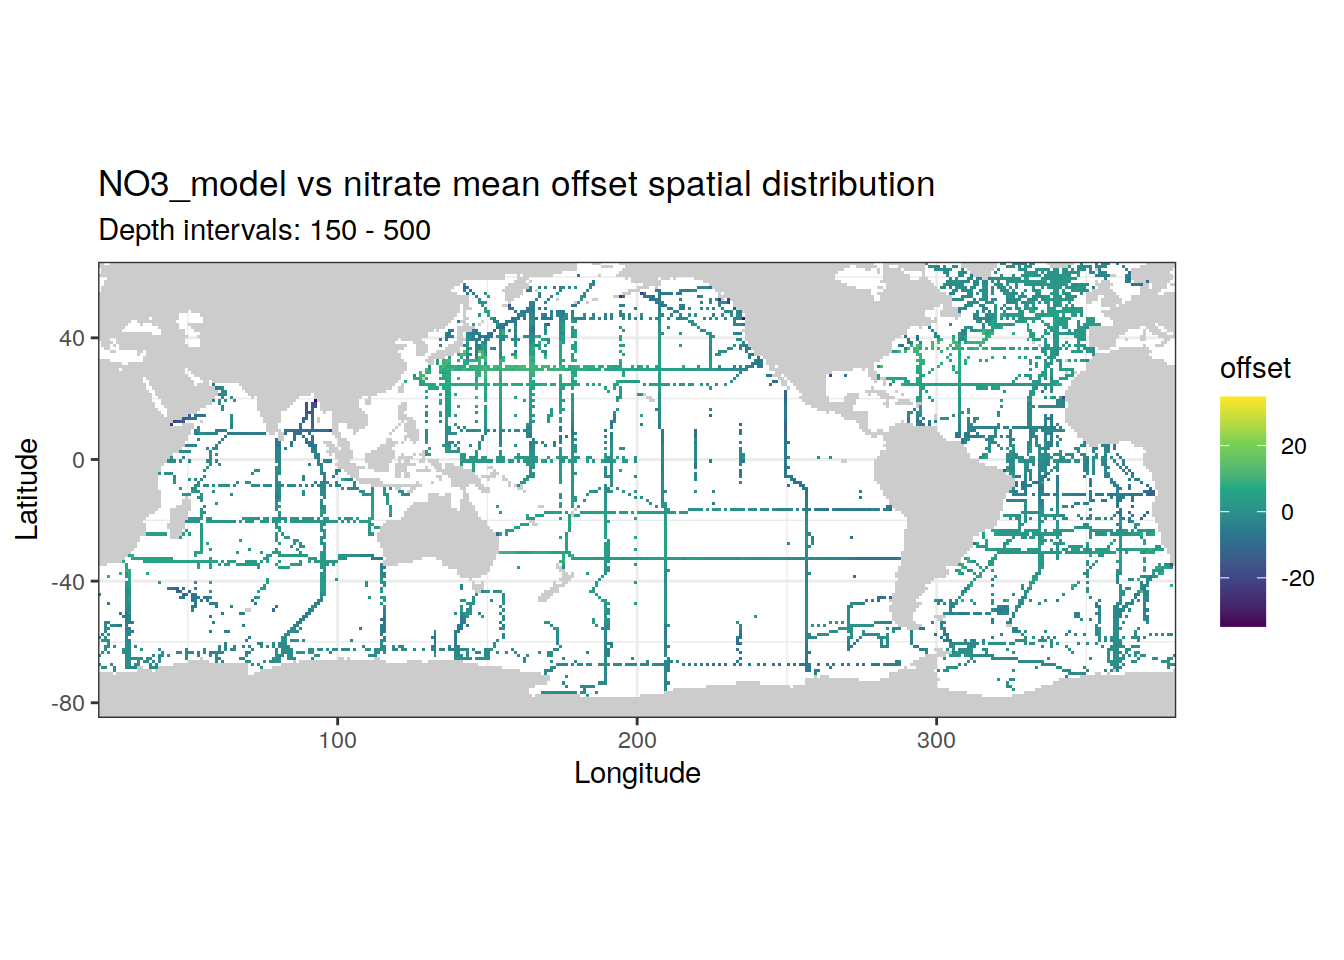 NO3_model vs nitrate mean offset spatial distribution
Depth intervals: 150 - 500
offset
20
0
-20
40
0
-40
-80
Latitude
100
200
300
Longitude